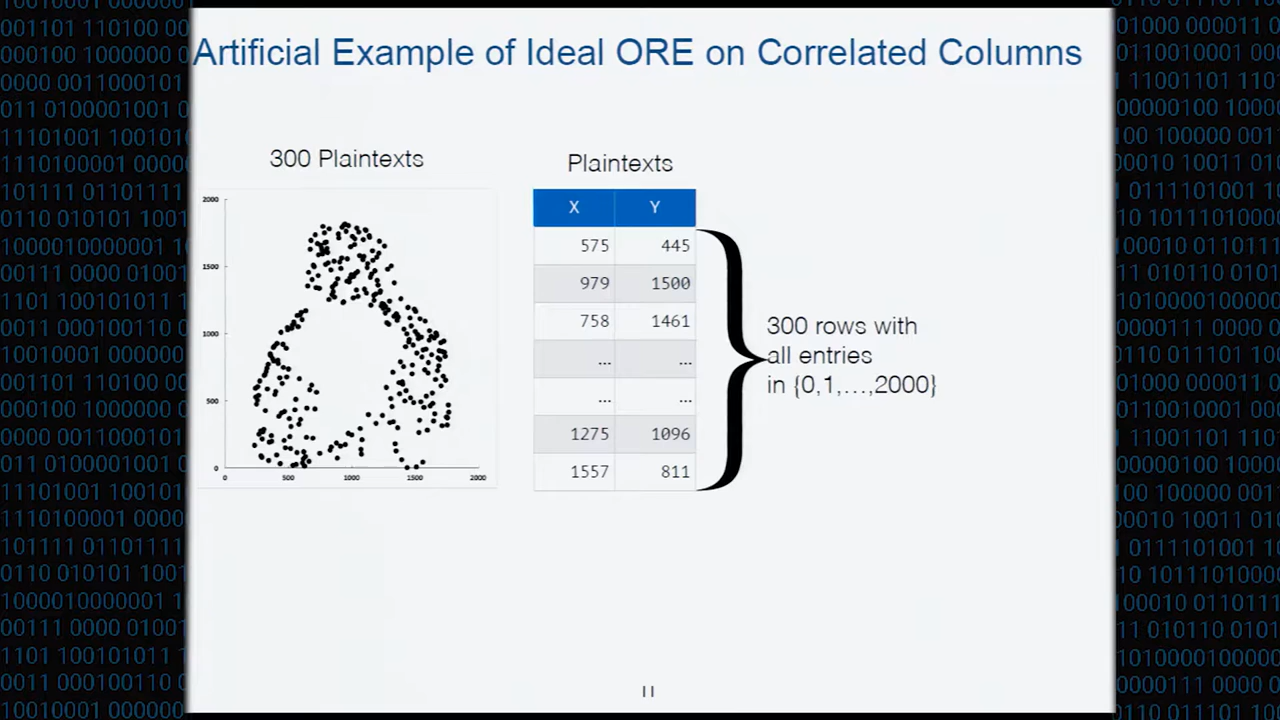 Artificial Example of Ideal ORE on Correlated Columns
300 Plaintexts
2000
1500
1000
500
0
0 500 1000 1500 2000
Plaintexts
X Y
575 445
979 1500
758 1461
... ...
... ...
1275 1096
1557 811
300 rows with
all entries
in {0,1,...,2000}
11